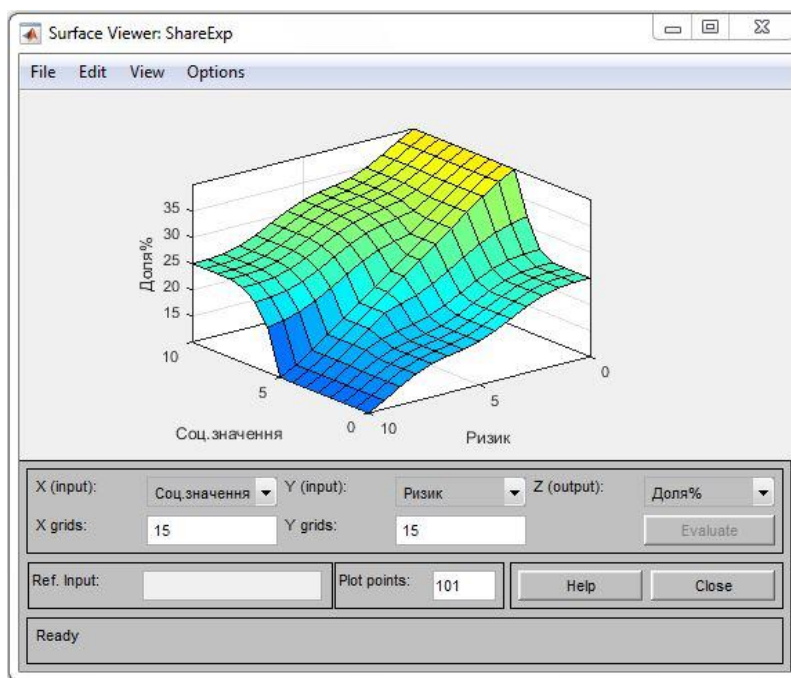 Surface Viewer: ShareExp
File Edit View Options
35
30
25
20
15
Доля%
10
5
0
Соц.значення
10
5
0
Ризик
X (input): Соц.значення Y (input): Ризик Z (output): Доля%
X grids: 15 Y grids: 15 Evaluate
Ref. Input: Plot points: 101 Help Close
Ready